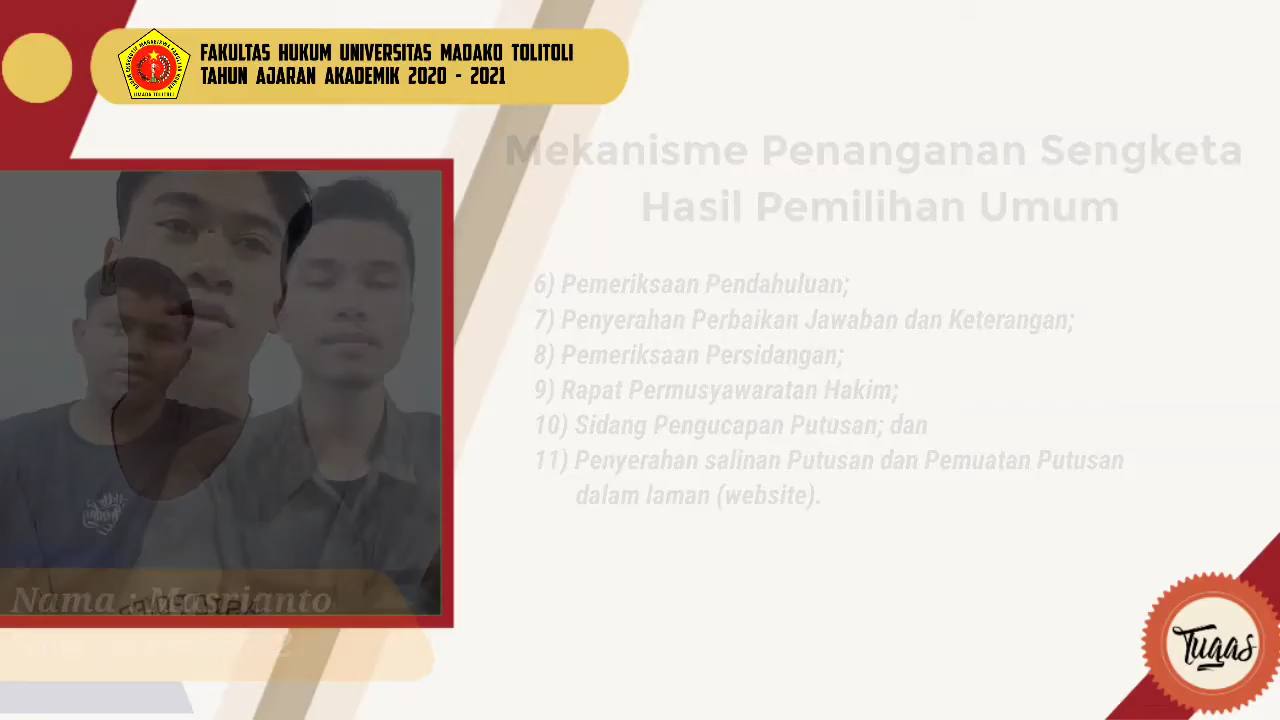 FAKULTAS HUKUM UNIVERSITAS MADAKO TOLITOLI
TAHUN AJARAN AKADEMIK 2020 - 2021
UMADA TOLITOLI
Mekanisme Penanganan Sengketa
Hasil Pemilihan Umum
6) Pemeriksaan Pendahuluan;
7) Penyerahan Perbaikan Jawaban dan Keterangan;
8) Pemeriksaan Persidangan;
9) Rapat Permusyawaratan Hakim;
10) Sidang Pengucapan Putusan; dan
11) Penyerahan salinan Putusan dan Pemuatan Putusan
dalam laman (website).
Nama : Masrianto
Tugas